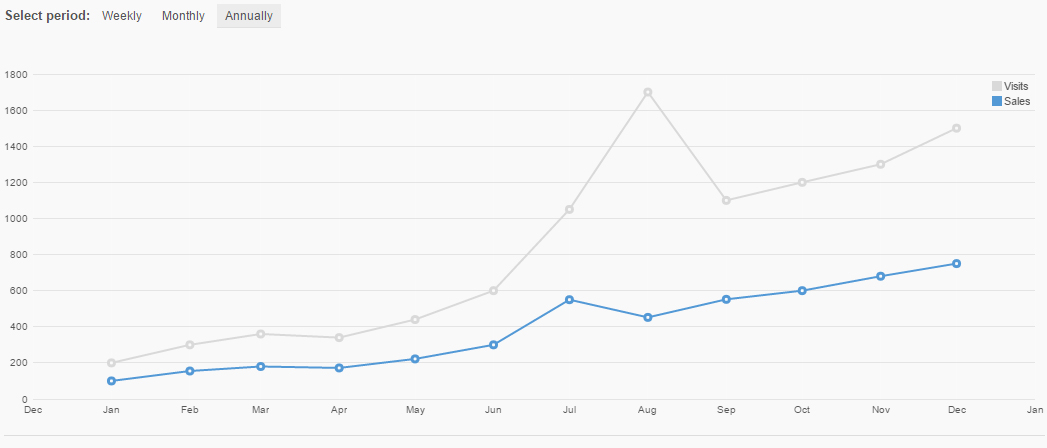 Select period: Weekly Monthly Annually
1800
Visits
Sales
1600
1400
1200
1000
800
600
400
200
0
Dec Jan Feb Mar Apr May Jun Jul Aug Sep Oct Nov Dec Jan